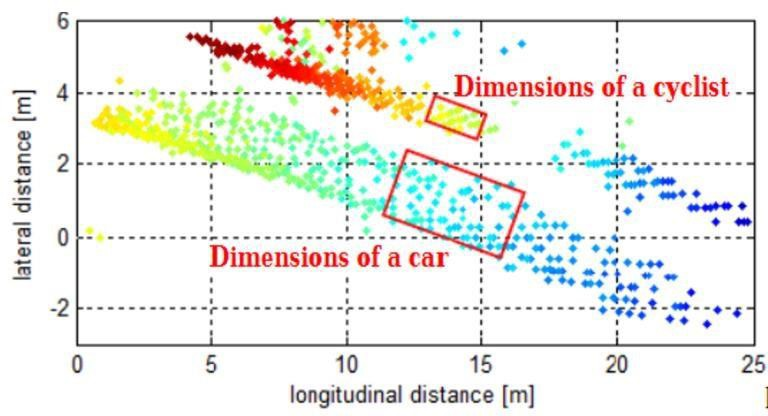 6
4
2
0
-2
lateral distance [m]
Dimensions of a cyclist
Dimensions of a car
0 5 10 15 20 25
longitudinal distance [m]